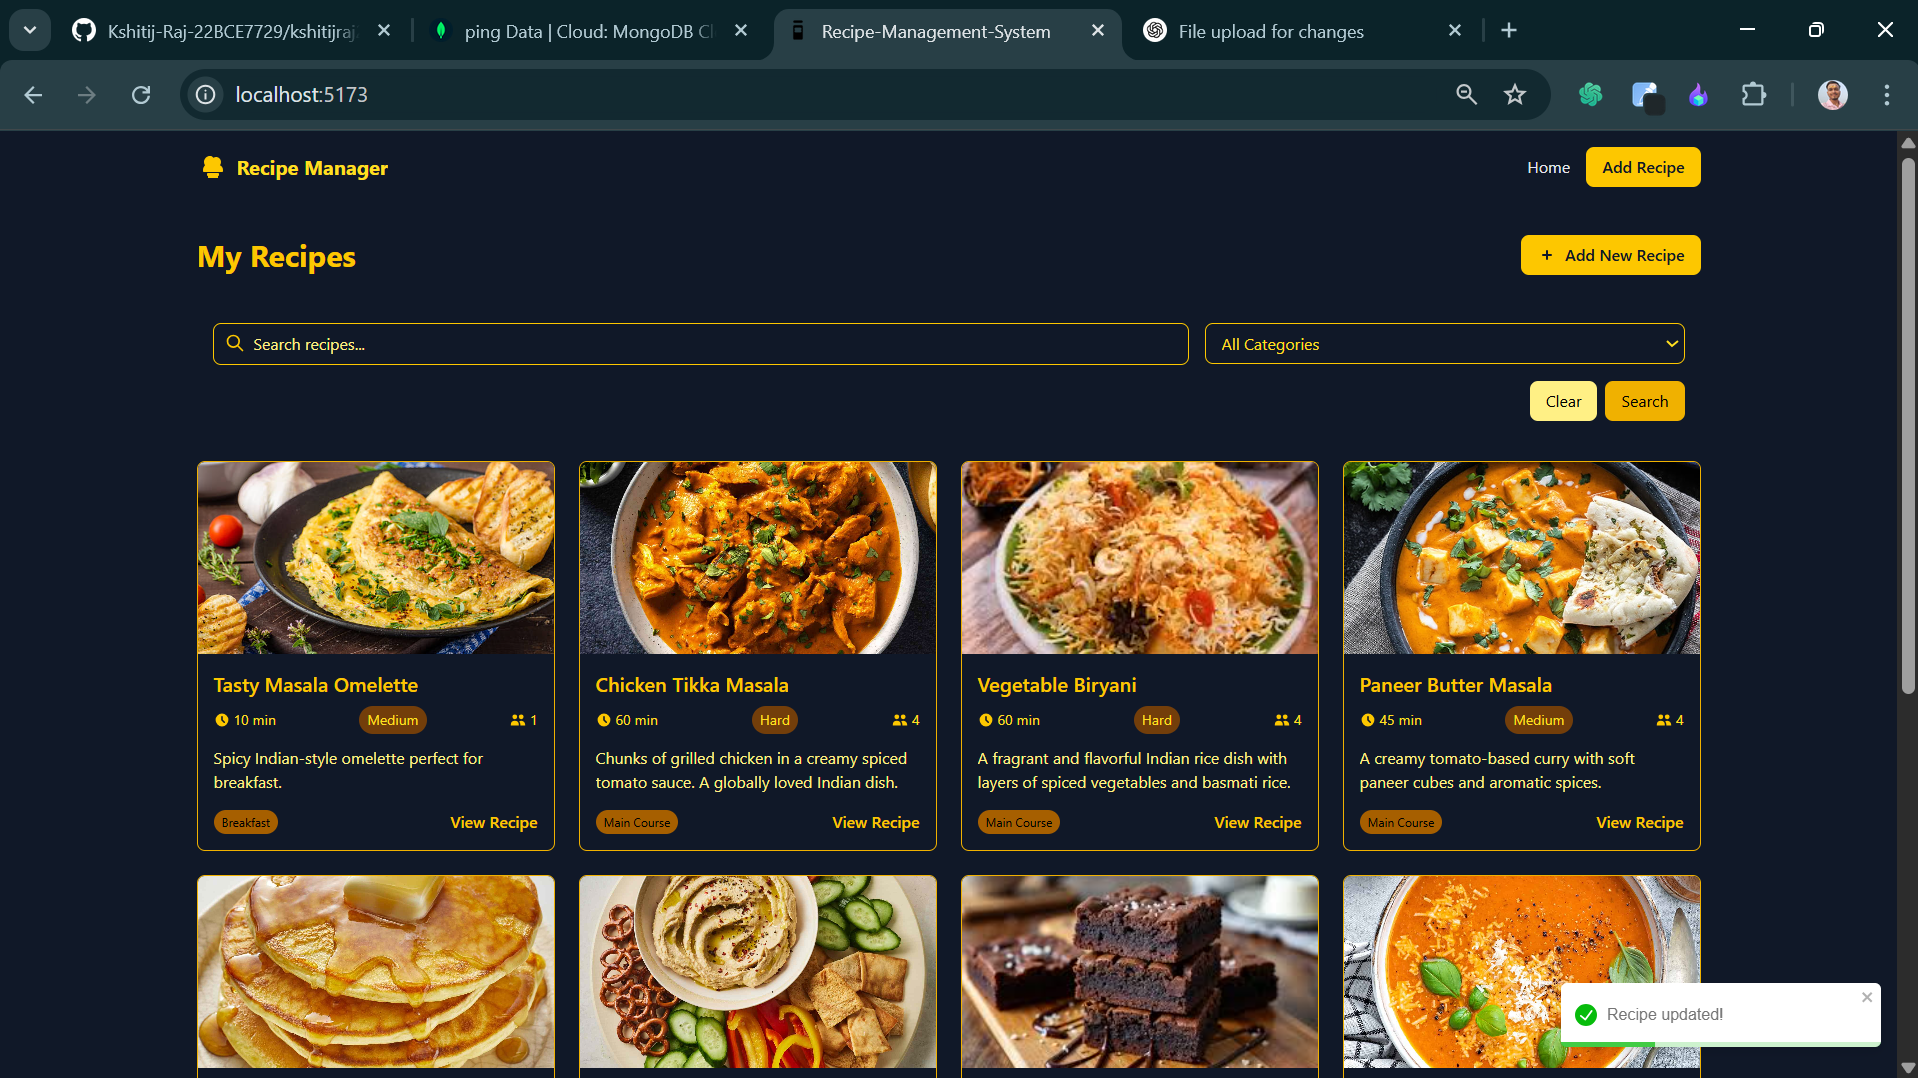 Kshitij-Raj-22BCE7729/kshitijraj
ping Data | Cloud: MongoDB Cl
Recipe-Management-System
File upload for changes
localhost:5173
Recipe Manager
Home
Add Recipe
My Recipes
+ Add New Recipe
Search recipes...
All Categories
Clear
Search
Tasty Masala Omelette
10 min
Medium
1
Spicy Indian-style omelette perfect for
breakfast.
Breakfast
View Recipe
Chicken Tikka Masala
60 min
Hard
4
Chunks of grilled chicken in a creamy spiced
tomato sauce. A globally loved Indian dish.
Main Course
View Recipe
Vegetable Biryani
60 min
Hard
4
A fragrant and flavorful Indian rice dish with
layers of spiced vegetables and basmati rice.
Main Course
View Recipe
Paneer Butter Masala
45 min
Medium
4
A creamy tomato-based curry with soft
paneer cubes and aromatic spices.
Main Course
View Recipe
Recipe updated!